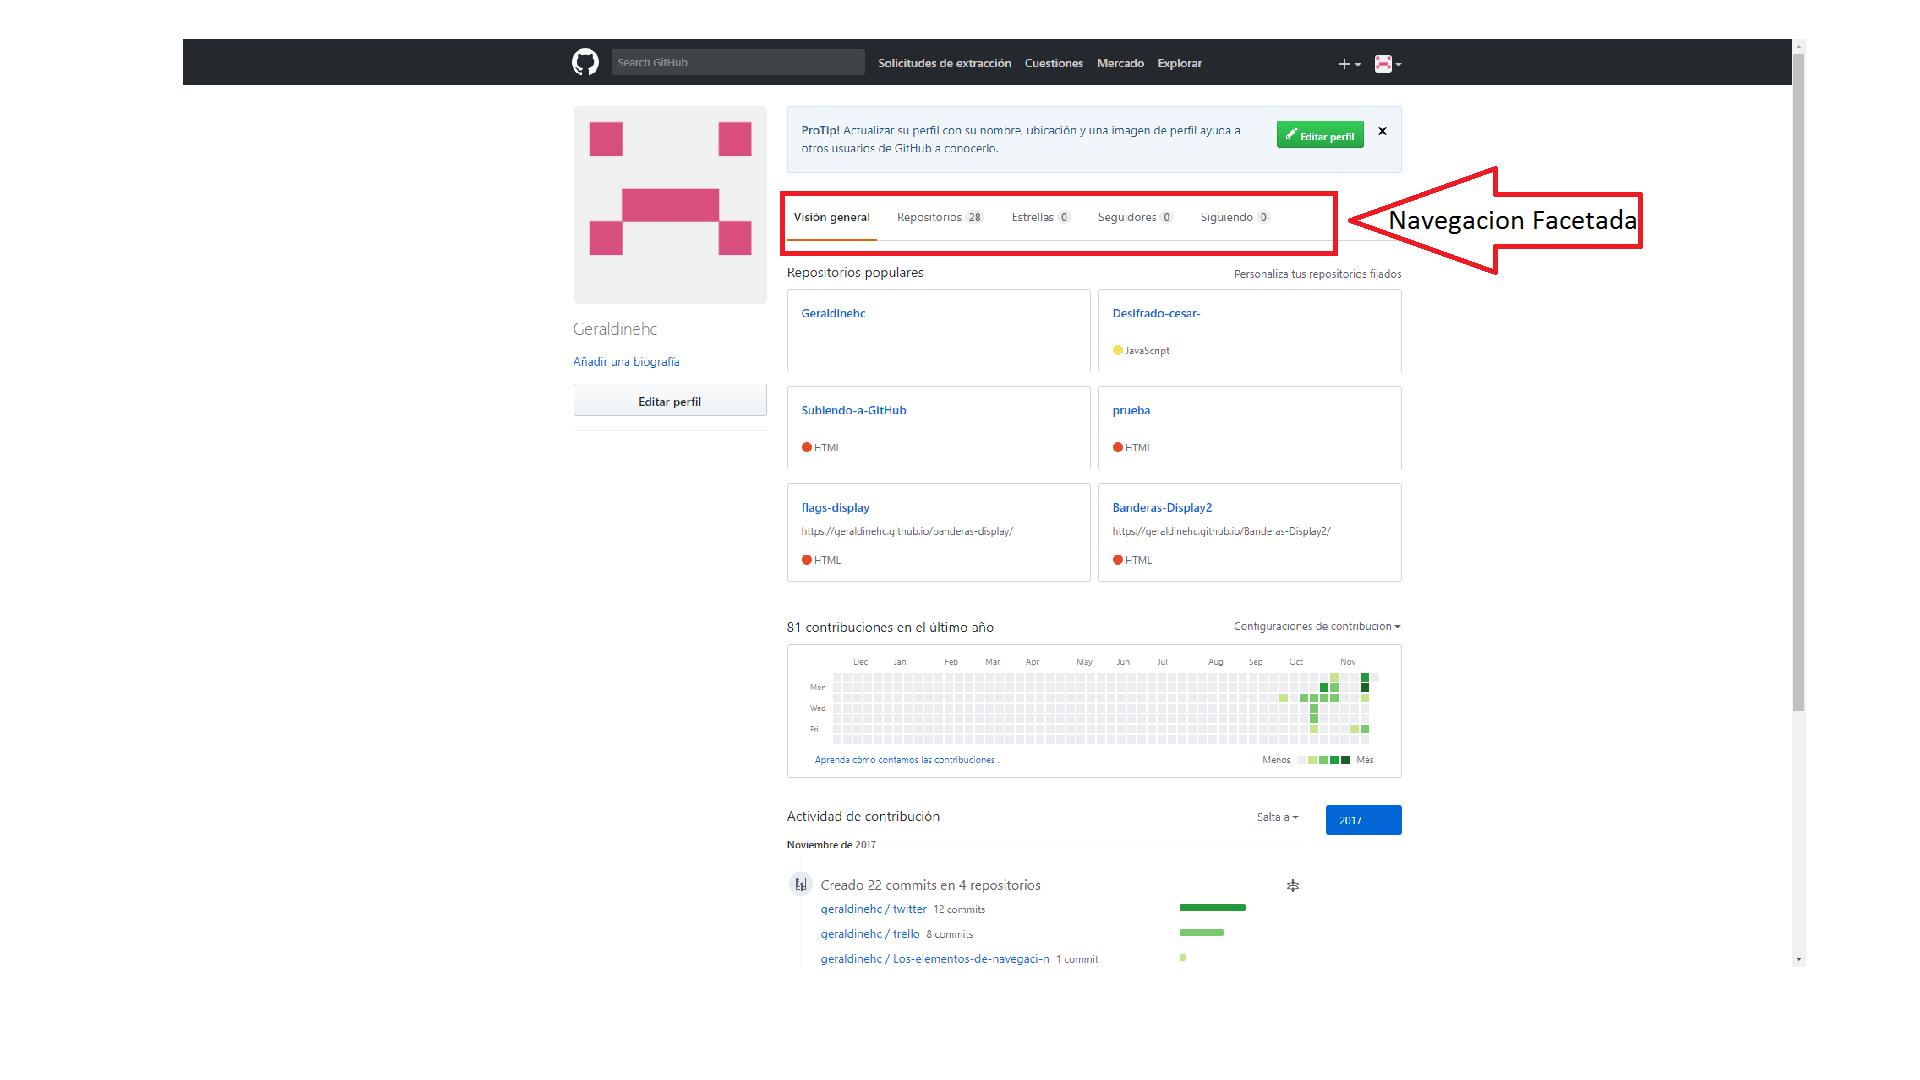 Search GitHub
Solicitudes de extracción Cuestiones Mercado Explorar
ProTip! Actualizar su perfil con su nombre, ubicación y una imagen de perfil ayuda a
otros usuarios de GitHub a conocerlo.
Editar perfil
Visión general Repositorios 28 Estrellas 0 Seguidores 0 Siguiendo 0
Navegacion Facetada
Repositorios populares
Personaliza tus repositorios fijados
Geraldinehc
Añadir una biografía
Editar perfil
Geraldinehc
Desifrado-cesar-
JavaScript
Subiendo-a-GitHub
HTML
prueba
HTML
flags-display
https://geraldinehc.github.io/banderas-display/
HTML
Banderas-Display2
https://geraldinehc.github.io/Banderas-Display2/
HTML
81 contribuciones en el último año
Configuraciones de contribución
Dec Jan Feb Mar Apr May Jun Jul Aug Sep Oct Nov
Mon
Wed
Fri
Aprenda cómo contamos las contribuciones .
Menos Más
Actividad de contribución
Salta a
2017
Noviembre de 2017
Creado 22 commits en 4 repositorios
geraldinehc / twitter 12 commits
geraldinehc / trello 8 commits
geraldinehc / Los-elementos-de-navegaci-n 1 commit